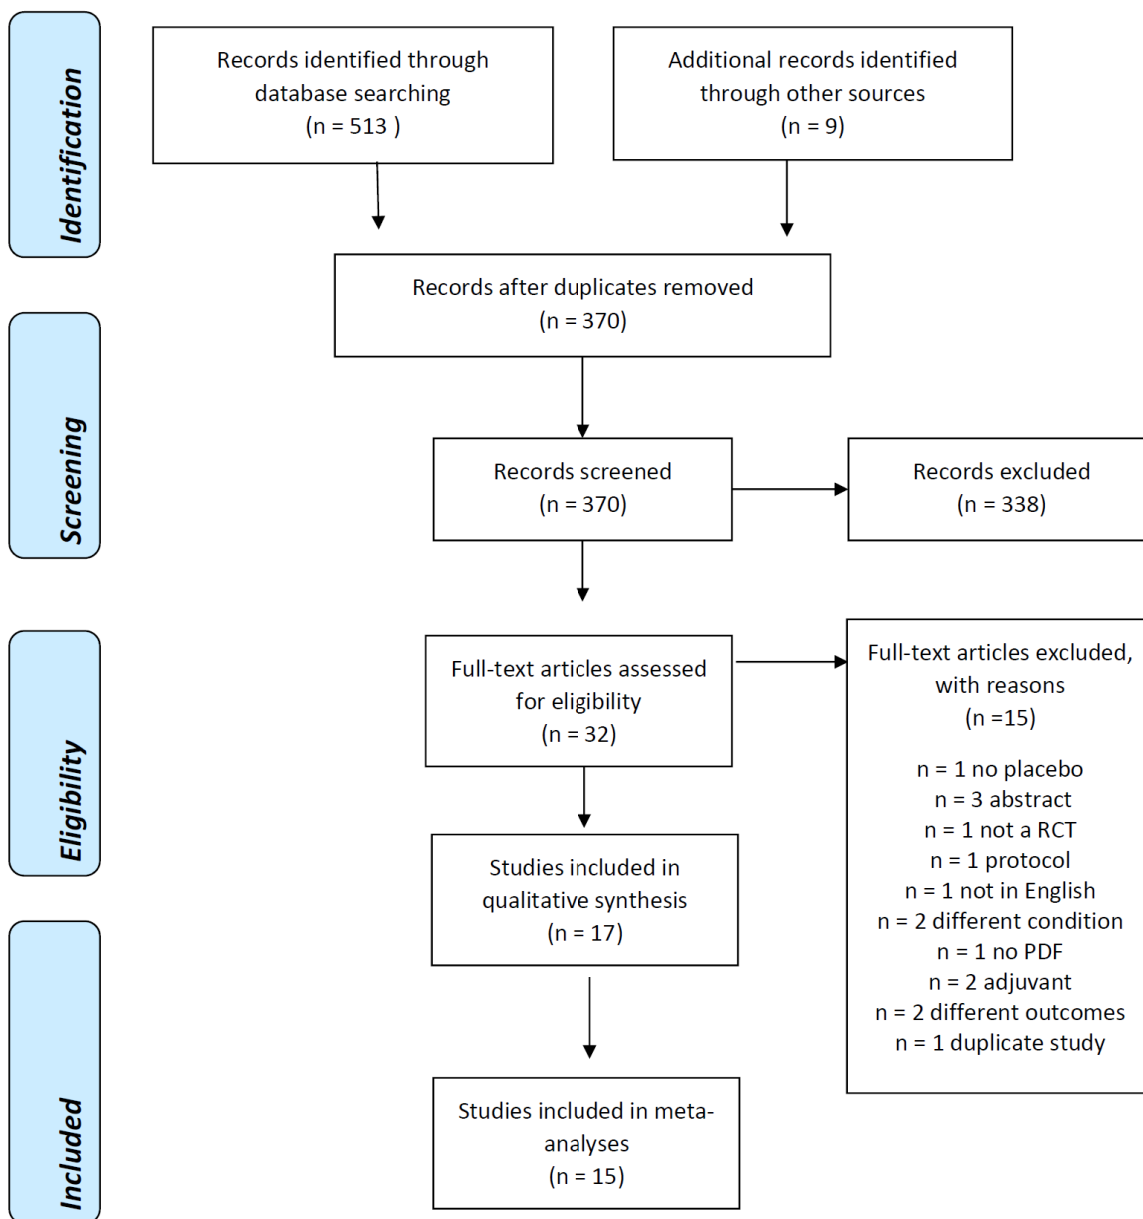 Identification
Records identified through
database searching
(n = 513 )
Additional records identified
through other sources
(n = 9)
Records after duplicates removed
(n = 370)
Screening
Records screened
(n = 370)
Records excluded
(n = 338)
Eligibility
Full-text articles assessed
for eligibility
(n = 32)
Full-text articles excluded,
with reasons
(n =15)
n = 1 no placebo
n = 3 abstract
n = 1 not a RCT
n = 1 protocol
n = 1 not in English
n = 2 different condition
n = 1 no PDF
n = 2 adjuvant
n = 2 different outcomes
n = 1 duplicate study
Studies included in
qualitative synthesis
(n = 17)
Included
Studies included in meta-
analyses
(n = 15)